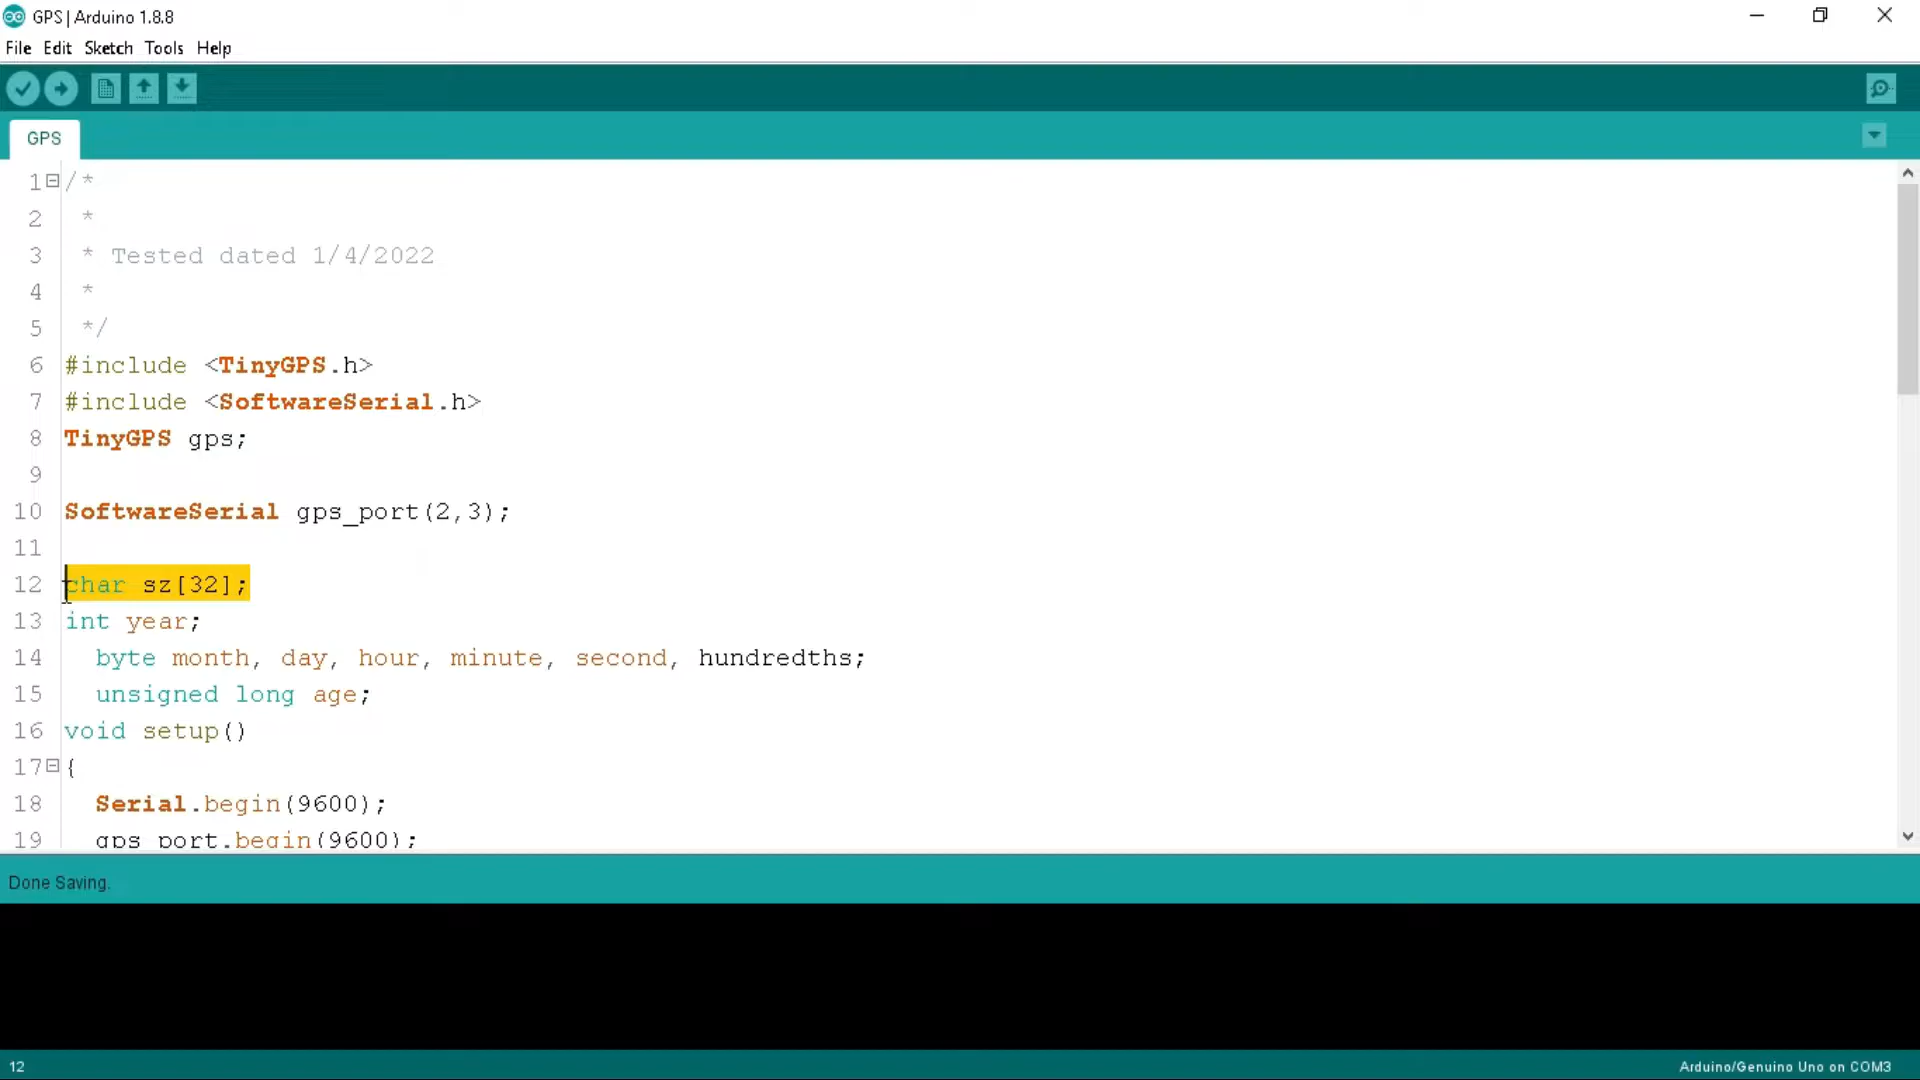 GPS | Arduino 1.8.8
File Edit Sketch Tools Help
GPS
1 /*
2 *
3 * Tested dated 1/4/2022
4 *
5 */
6 #include <TinyGPS.h>
7 #include <SoftwareSerial.h>
8 TinyGPS gps;
9
10 SoftwareSerial gps_port(2,3);
11
12 char sz[32];
13 int year;
14 byte month, day, hour, minute, second, hundredths;
15 unsigned long age;
16 void setup()
17 {
18 Serial.begin(9600);
19 gps_port.begin(9600);
Done Saving.
12
Arduino/Genuino Uno on COM3